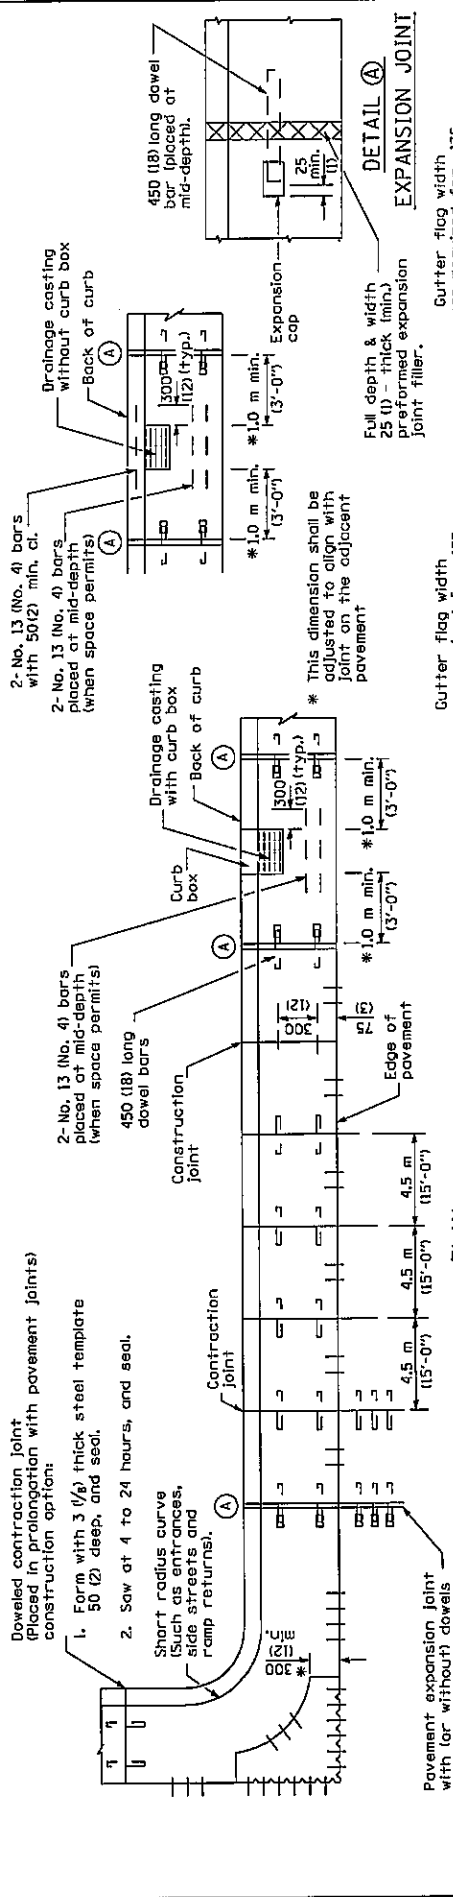 Doweled contraction joint
(Placed in prolongation with pavement joints)
construction option:
1. Form with 3 (1/8) thick steel template
50 (2) deep, and seal.
2. Saw at 4 to 24 hours, and seal.
Short radius curve
(Such as entrances,
side streets and
ramp returns).
* 300
(12)
min.
Pavement expansion joint
with (or without) dowels
A
Contraction
joint
4.5 m
(15'-0")
4.5 m
(15'-0")
4.5 m
(15'-0")
2- No. 13 (No. 4) bars
placed at mid-depth
(when space permits)
450 (18) long
dowel bars
Construction
joint
300
(12)
75
(3)
Edge of
pavement
Drainage casting
with curb box
Back of curb
Curb
box
A
A
300
(12) (typ.)
*1.0 m min.
(3'-0")
*1.0 m min.
(3'-0")
* This dimension shall be
adjusted to align with
joint on the adjacent
pavement
2- No. 13 (No. 4) bars
with 50(2) min. cl.
2- No. 13 (No. 4) bars
placed at mid-depth
(when space permits)
Drainage casting
without curb box
Back of curb
A
A
300
(12) (typ.)
*1.0 m min.
(3'-0")
*1.0 m min.
(3'-0")
450 (18) long dowel
bar (placed at
mid-depth).
25
min.
(1)
Expansion
cap
Full depth & width
25 (1) - thick (min.)
preformed expansion
joint filler.
DETAIL A
EXPANSION JOINT
Gutter flag width
Gutter flag width